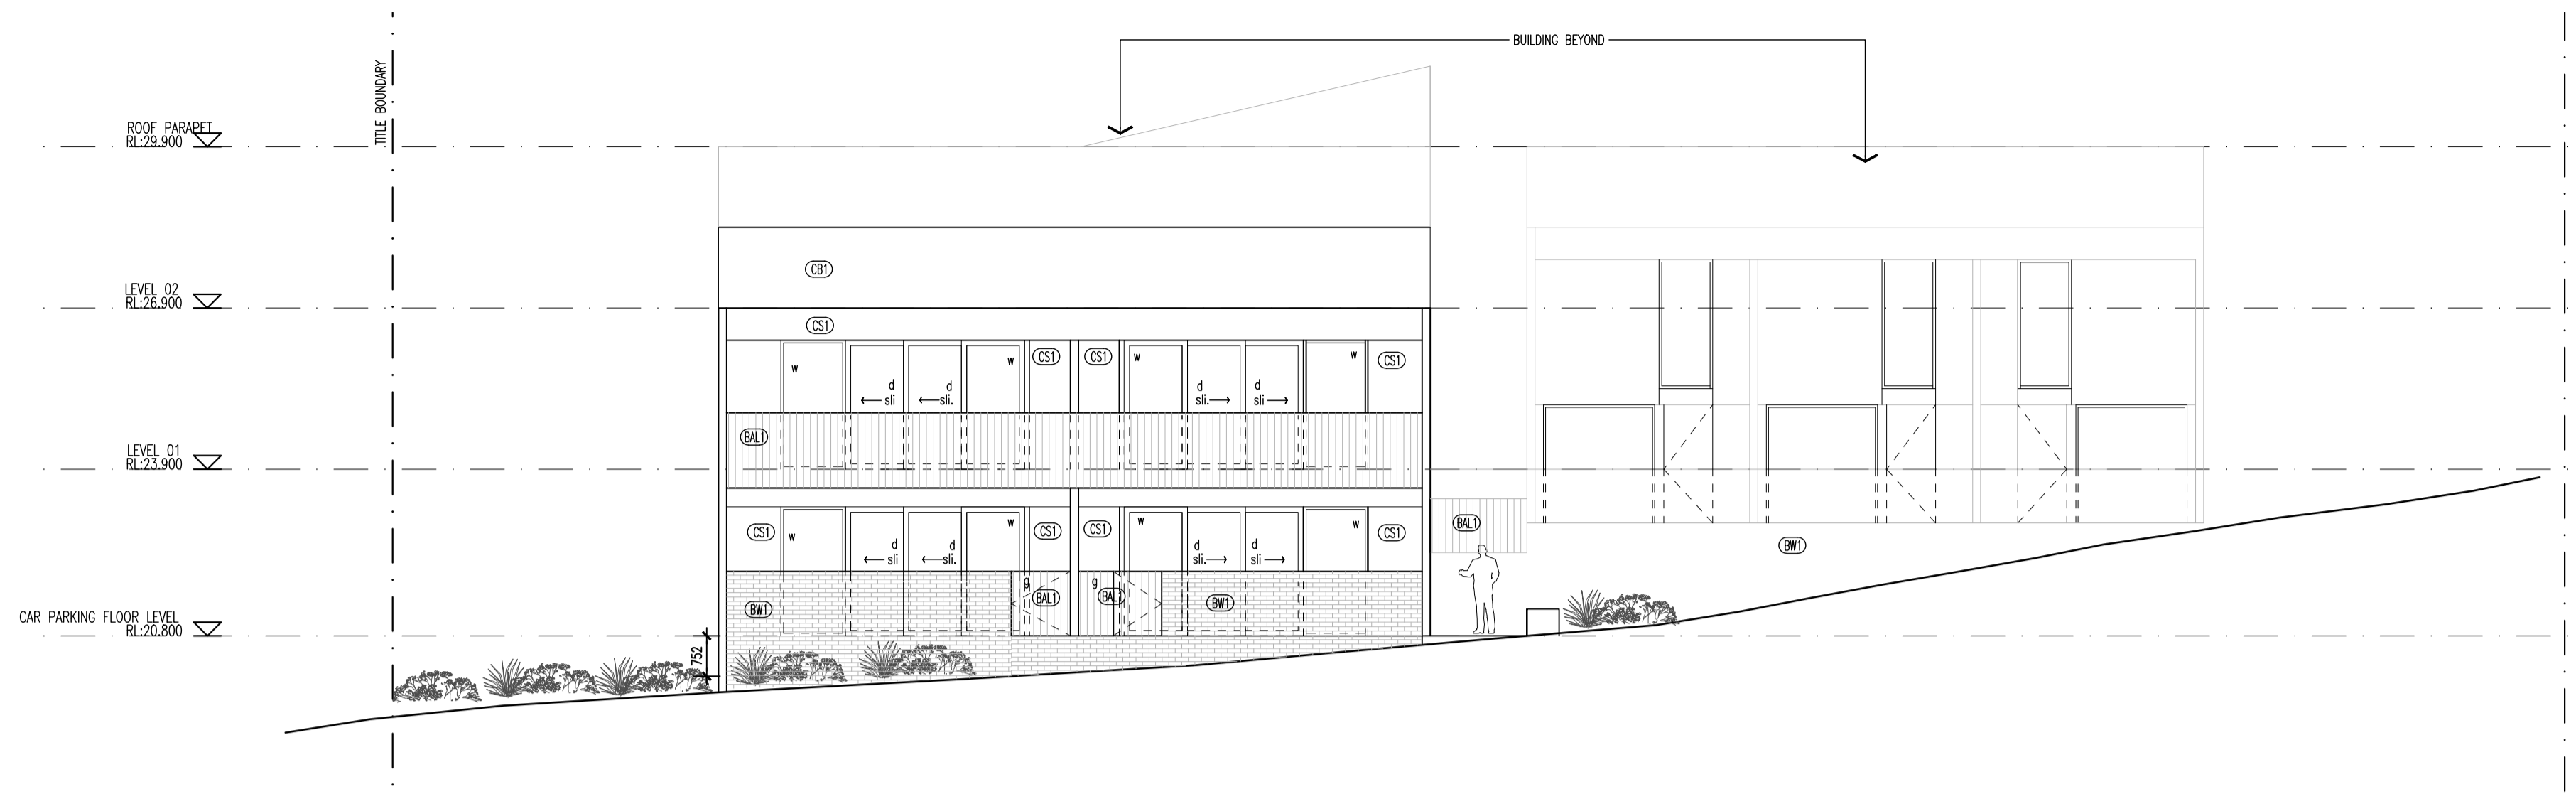 BUILDING BEYOND
TITLE BOUNDARY
ROOF PARAPET
RL:29.900
CB1
LEVEL 02
RL:26.900
CS1
w
d
sli
d
sli.
w
CS1
CS1
w
d
sli.
d
sli
w
CS1
BAL1
LEVEL 01
RL:23.900
CS1
w
d
sli
d
sli.
w
CS1
CS1
w
d
sli.
d
sli
w
CS1
BAL1
BW1
g
BAL1
g
BAL1
BW1
BW1
CAR PARKING FLOOR LEVEL
RL:20.800
752